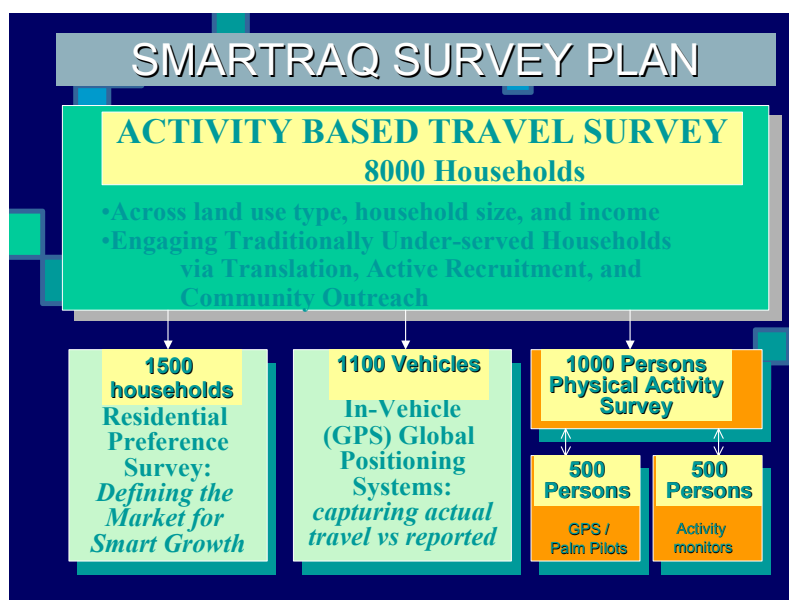 SMARTRAQ SURVEY PLAN
ACTIVITY BASED TRAVEL SURVEY
8000 Households
•Across land use type, household size, and income
•Engaging Traditionally Under-served Households
via Translation, Active Recruitment, and
Community Outreach
1500
households
Residential
Preference
Survey:
Defining the
Market for
Smart Growth
1100 Vehicles
In-Vehicle
(GPS) Global
Positioning
Systems:
capturing actual
travel vs reported
1000 Persons
Physical Activity
Survey
500
Persons
GPS /
Palm Pilots
500
Persons
Activity
monitors